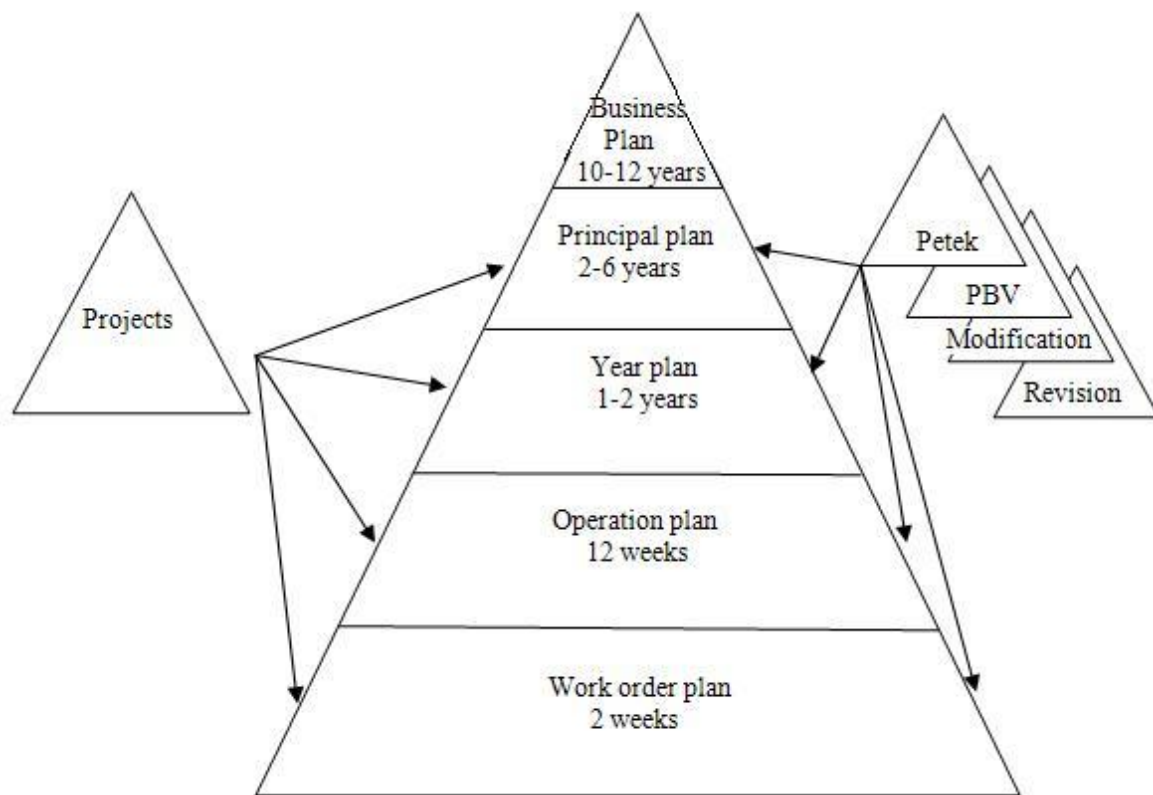 Business
Plan
10-12 years
Principal plan
2-6 years
Year plan
1-2 years
Operation plan
12 weeks
Work order plan
2 weeks
Projects
Petek
PBV
Modification
Revision